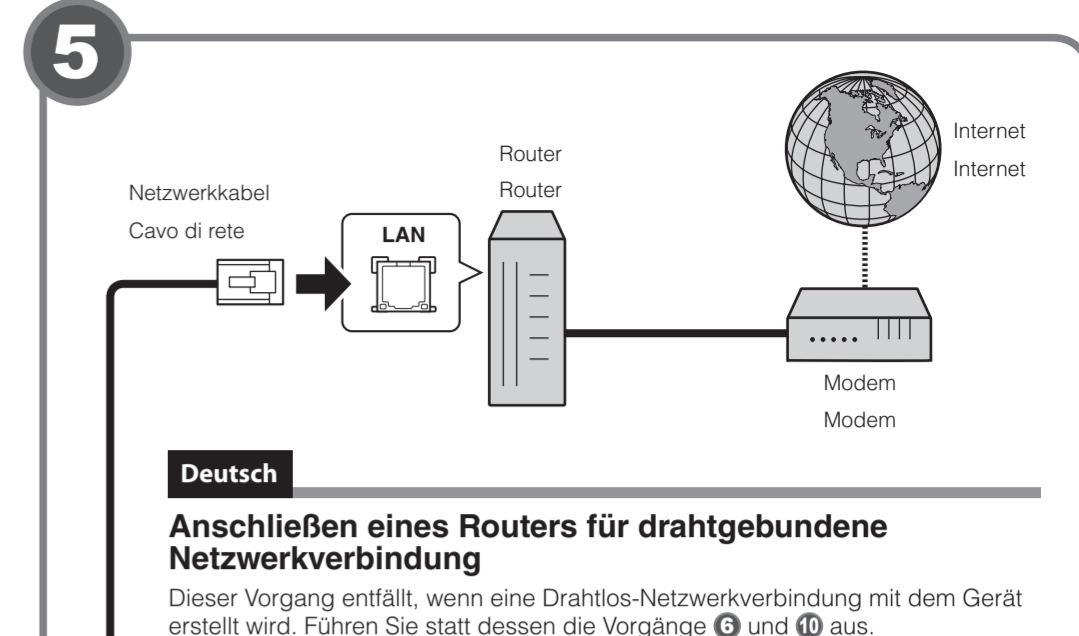 5
Internet
Internet
Router
Router
Netzwerkkabel
Cavo di rete
LAN
Modem
Modem
Deutsch
Anschließen eines Routers für drahtgebundene
Netzwerkverbindung
Dieser Vorgang entfällt, wenn eine Drahtlos-Netzwerkverbindung mit dem Gerät
erstellt wird. Führen Sie statt dessen die Vorgänge 6 und 10 aus.